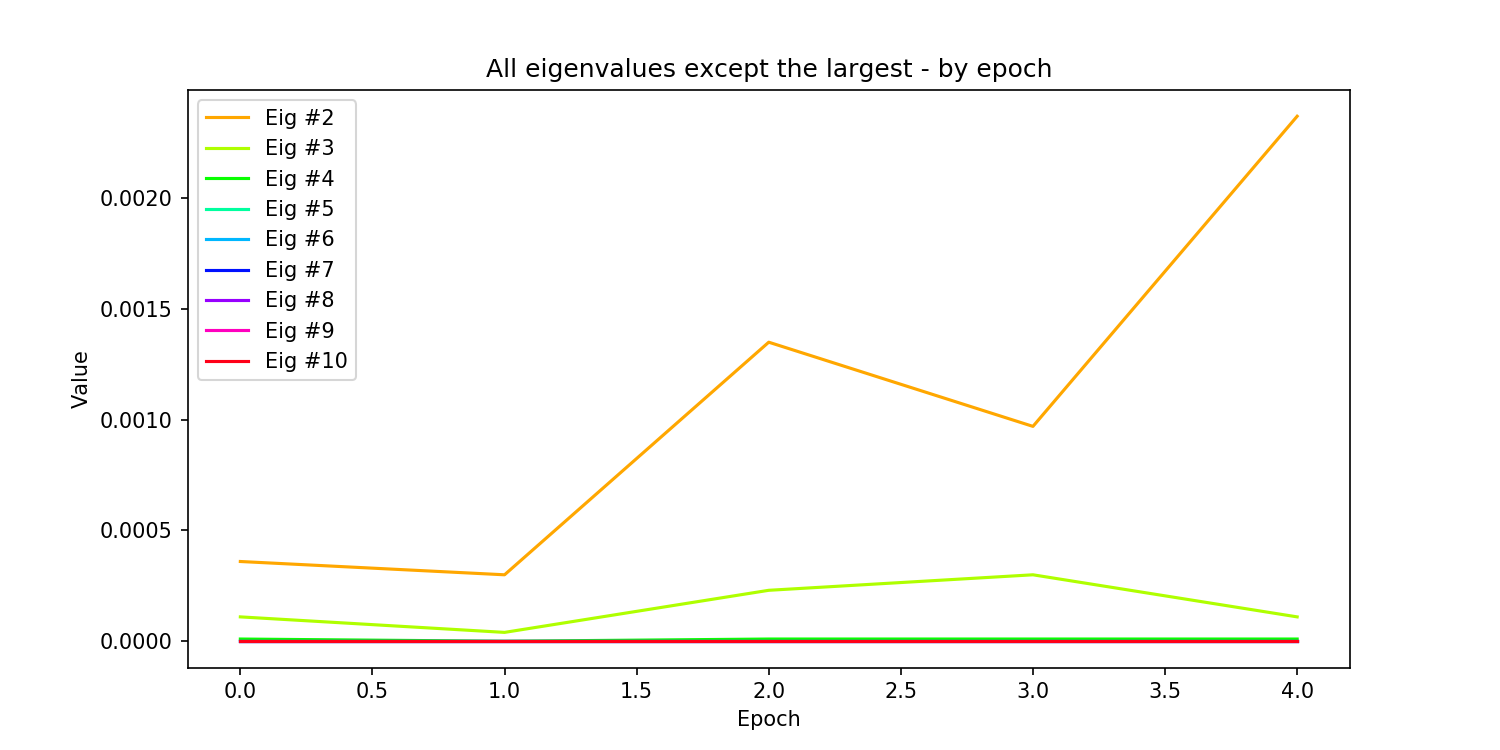 All eigenvalues except the largest - by epoch
Eig #2
Eig #3
Eig #4
Eig #5
Eig #6
Eig #7
Eig #8
Eig #9
Eig #10
Value
0.0020
0.0015
0.0010
0.0005
0.0000
0.0 0.5 1.0 1.5 2.0 2.5 3.0 3.5 4.0
Epoch